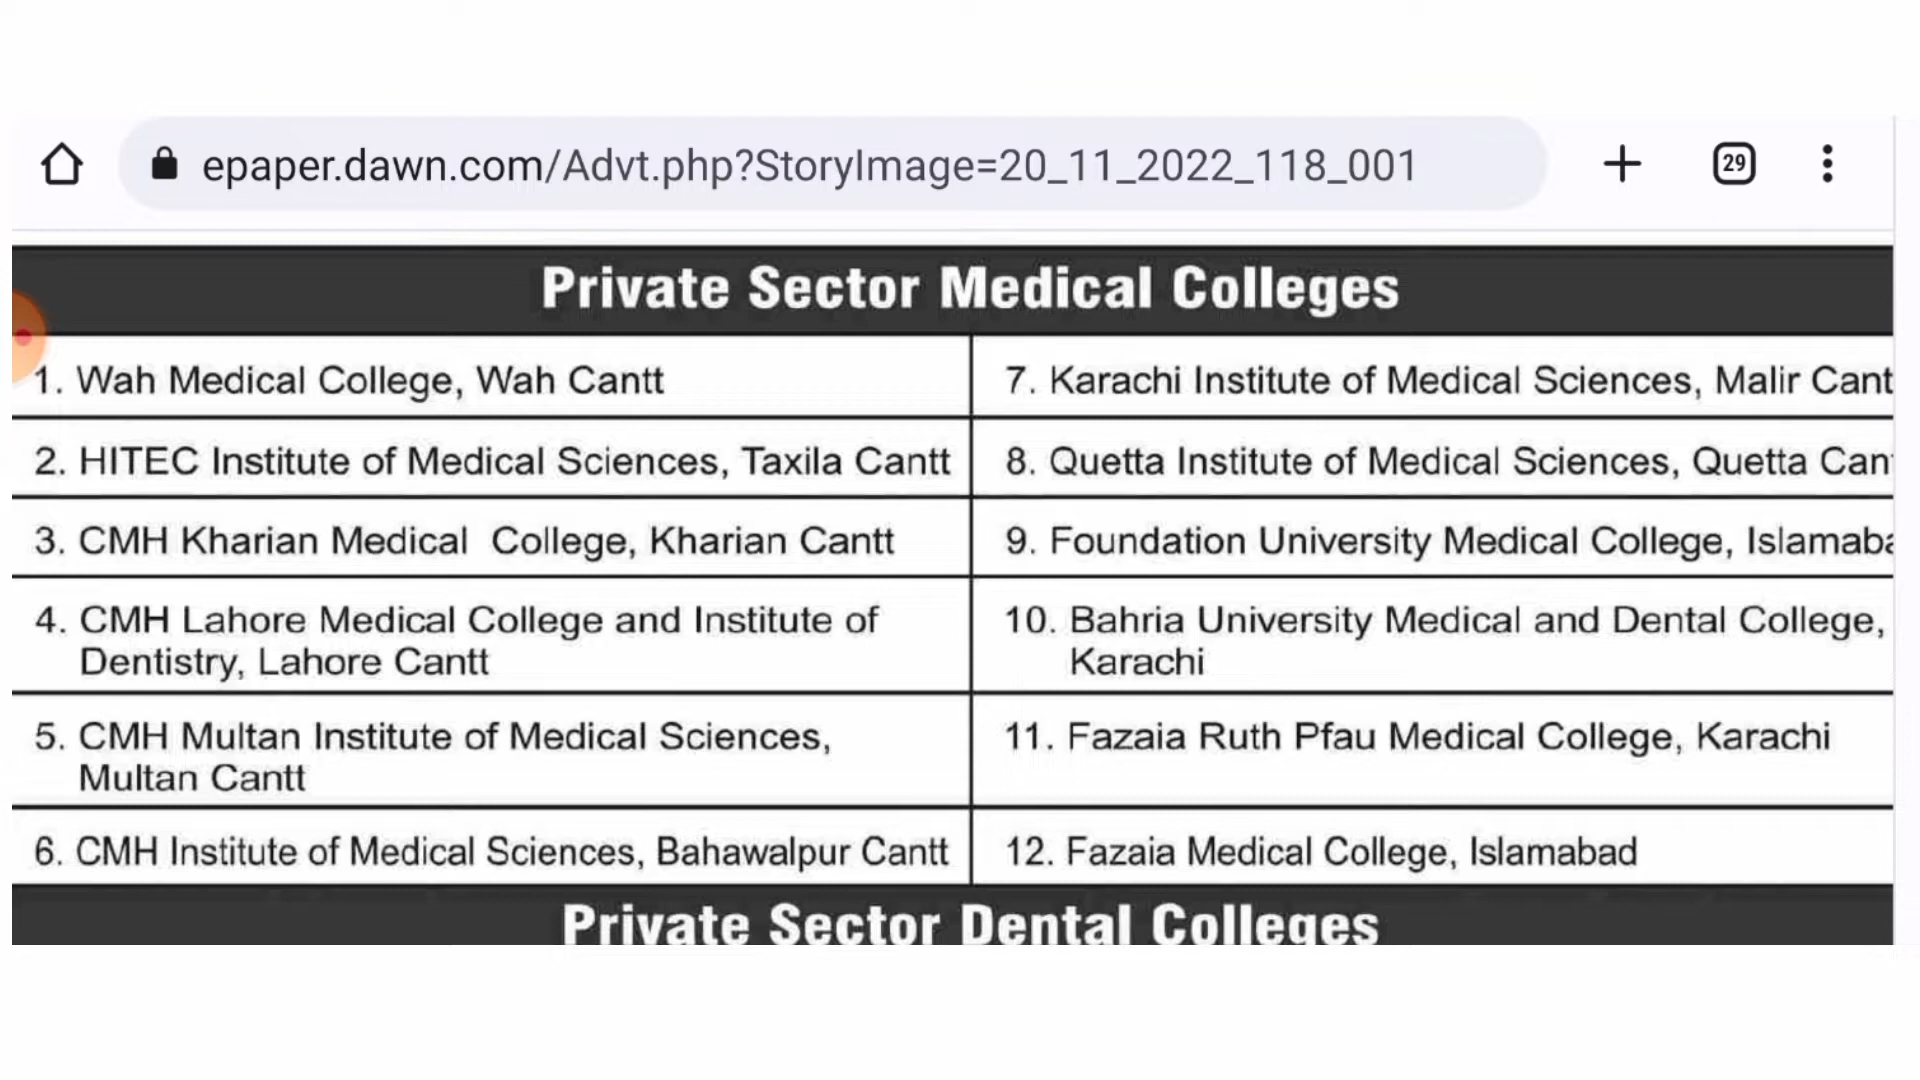 epaper.dawn.com/Advt.php?StoryImage=20_11_2022_118_001
29
Private Sector Medical Colleges
1. Wah Medical College, Wah Cantt
2. HITEC Institute of Medical Sciences, Taxila Cantt
3. CMH Kharian Medical College, Kharian Cantt
4. CMH Lahore Medical College and Institute of
Dentistry, Lahore Cantt
5. CMH Multan Institute of Medical Sciences,
Multan Cantt
6. CMH Institute of Medical Sciences, Bahawalpur Cantt
7. Karachi Institute of Medical Sciences, Malir Cant
8. Quetta Institute of Medical Sciences, Quetta Can
9. Foundation University Medical College, Islamaba
10. Bahria University Medical and Dental College,
Karachi
11. Fazaia Ruth Pfau Medical College, Karachi
12. Fazaia Medical College, Islamabad
Private Sector Dental Colleges